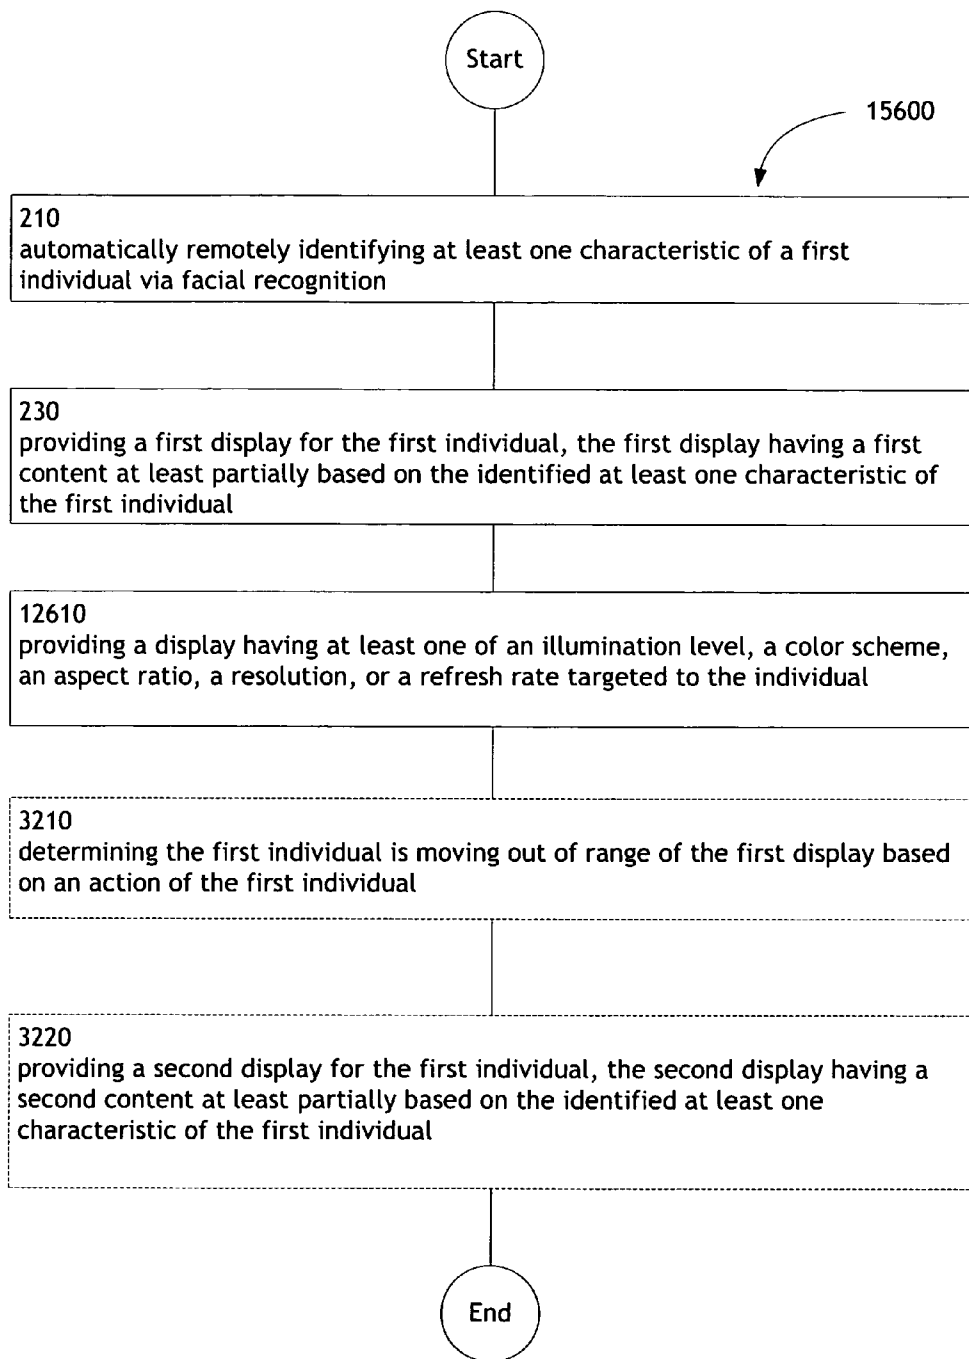 Start
15600
210
automatically remotely identifying at least one characteristic of a first
individual via facial recognition
230
providing a first display for the first individual, the first display having a first
content at least partially based on the identified at least one characteristic of
the first individual
12610
providing a display having at least one of an illumination level, a color scheme,
an aspect ratio, a resolution, or a refresh rate targeted to the individual
3210
determining the first individual is moving out of range of the first display based
on an action of the first individual
3220
providing a second display for the first individual, the second display having a
second content at least partially based on the identified at least one
characteristic of the first individual
End